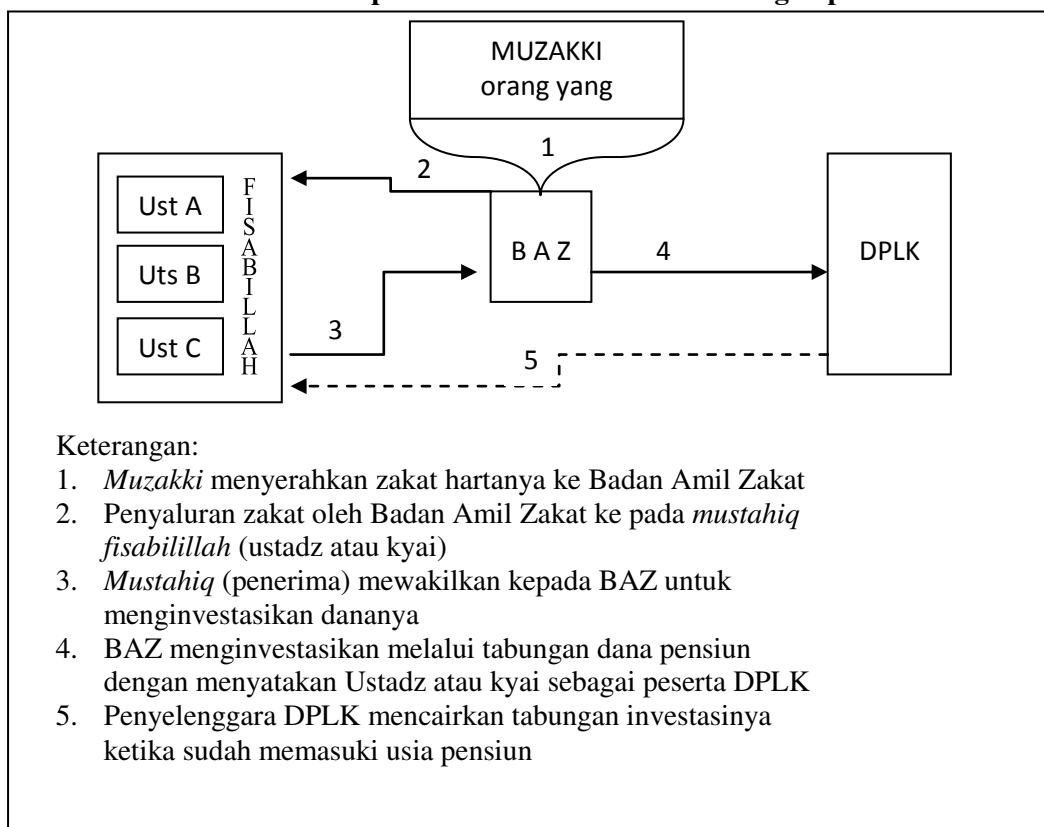 MUZAKKI
orang yang
1
2
FISABILLAH
Ust A
Uts B
Ust C
B A Z
4
DPLK
3
5
Keterangan:
1. Muzakki menyerahkan zakat hartanya ke Badan Amil Zakat
2. Penyaluran zakat oleh Badan Amil Zakat ke pada mustahiq
fisabilillah (ustadz atau kyai)
3. Mustahiq (penerima) mewakilkan kepada BAZ untuk
menginvestasikan dananya
4. BAZ menginvestasikan melalui tabungan dana pensiun
dengan menyatakan Ustadz atau kyai sebagai peserta DPLK
5. Penyelenggara DPLK mencairkan tabungan investasinya
ketika sudah memasuki usia pensiun